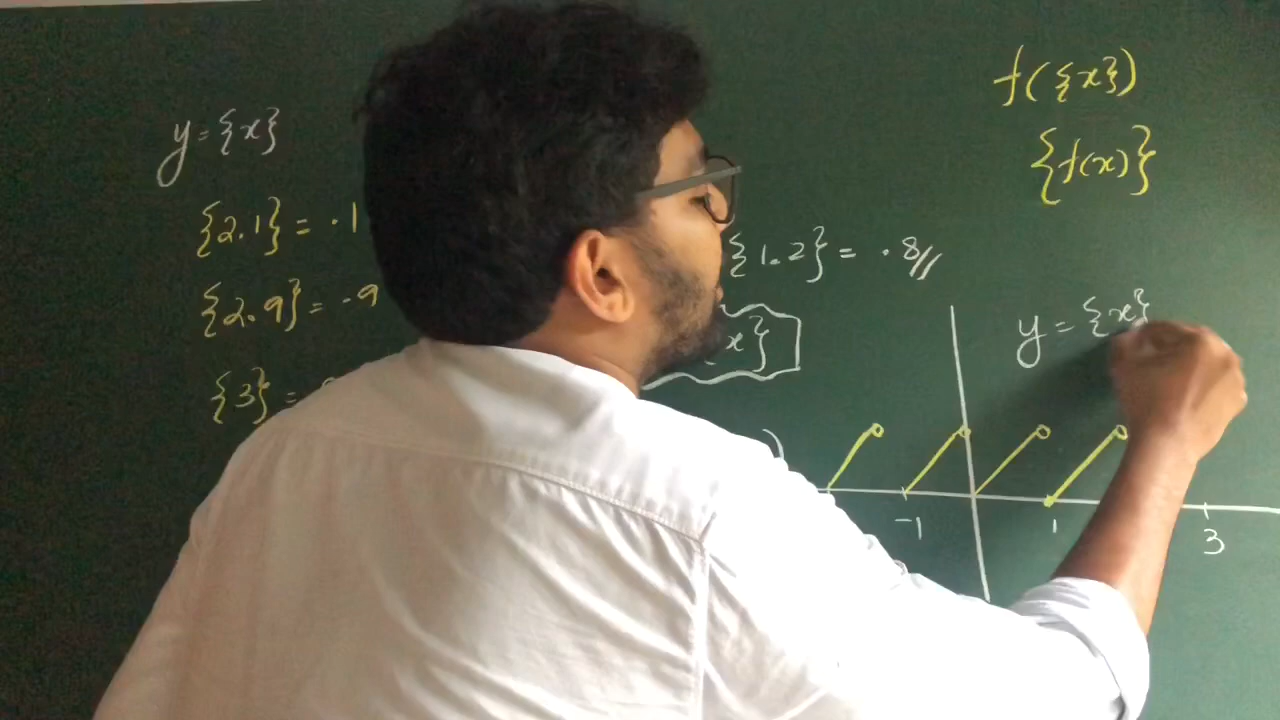 y = {x}
{2.1} = .1
{2.9} = .9
{3} =
{1.2} = .8//
x}
f({x})
{f(x)}
y = {x}
-1 1 3